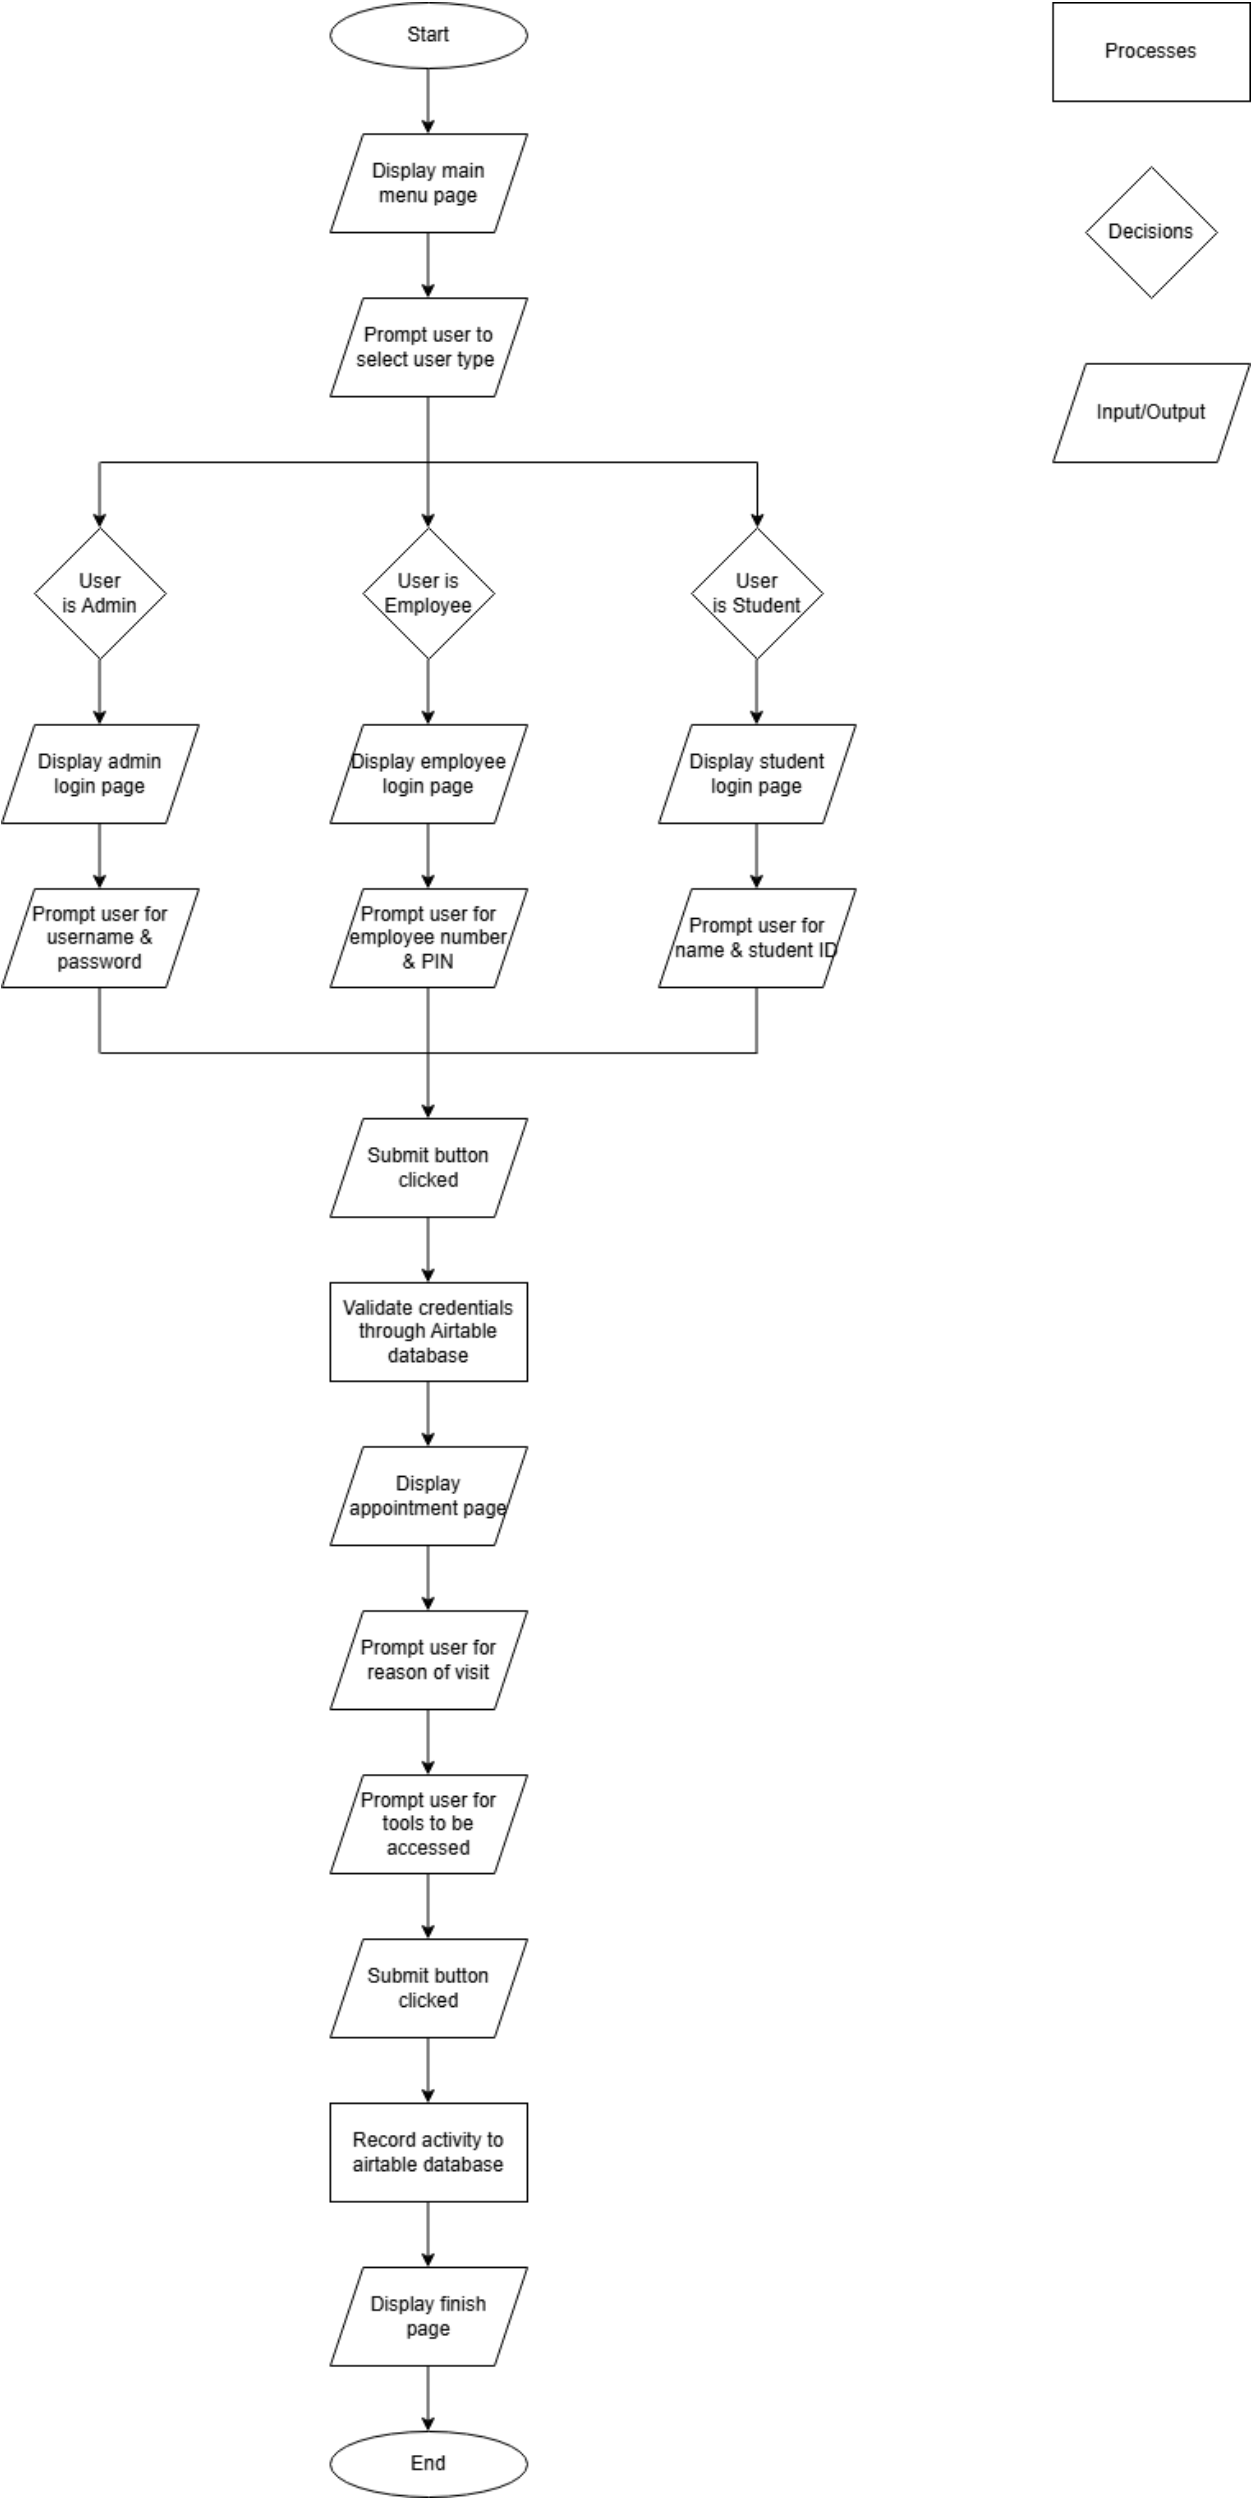 Start
Processes
Display main
menu page
Decisions
Prompt user to
select user type
Input/Output
User
is Admin
User is
Employee
User
is Student
Display admin
login page
Display employee
login page
Display student
login page
Prompt user for
username &
password
Prompt user for
employee number
& PIN
Prompt user for
name & student ID
Submit button
clicked
Validate credentials
through Airtable
database
Display
appointment page
Prompt user for
reason of visit
Prompt user for
tools to be
accessed
Submit button
clicked
Record activity to
airtable database
Display finish
page
End